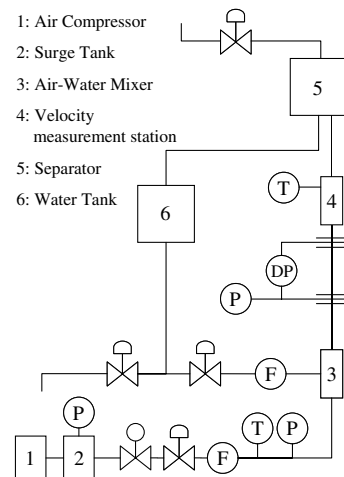 1: Air Compressor
2: Surge Tank
3: Air-Water Mixer
4: Velocity
measurement station
5: Separator
6: Water Tank
5
T
4
6
DP
P
F
3
P
T
P
1
2
F